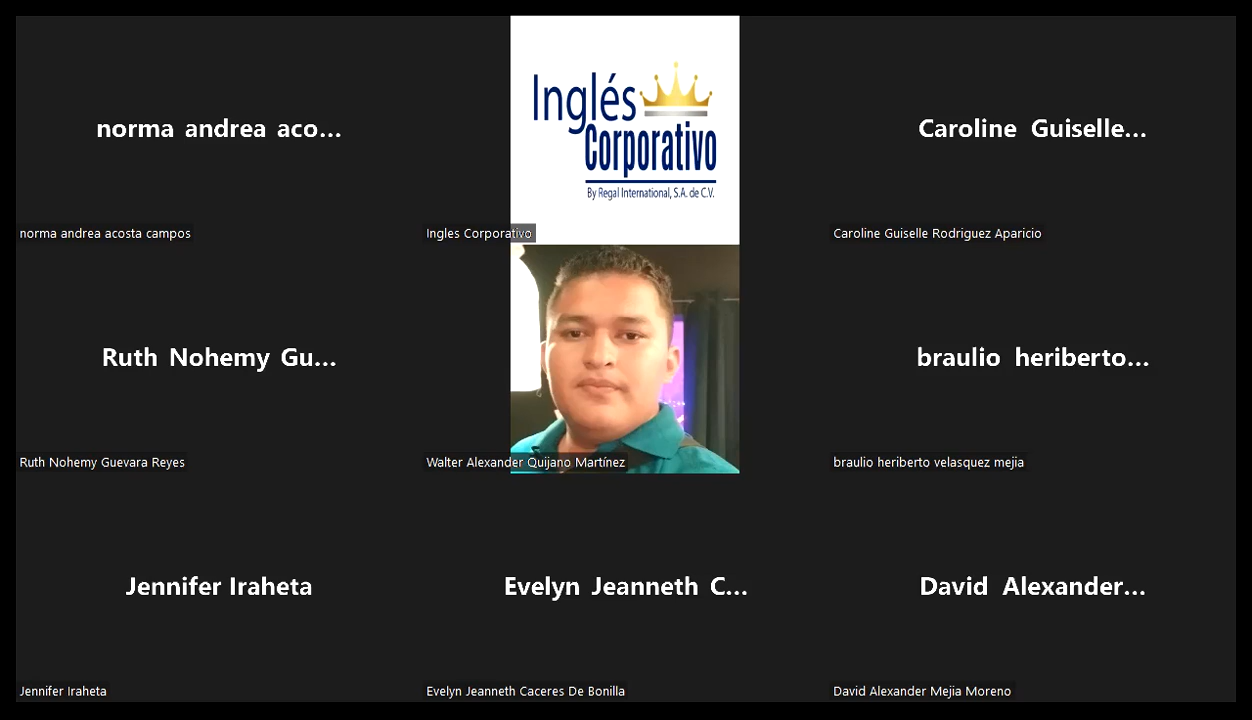 norma andrea aco...
norma andrea acosta campos
Inglés
Corporativo
By Regal International, S.A. de C.V.
Ingles Corporativo
Caroline Guiselle...
Caroline Guiselle Rodriguez Aparicio
Ruth Nohemy Gu...
Ruth Nohemy Guevara Reyes
Walter Alexander Quijano Martínez
braulio heriberto...
braulio heriberto velasquez mejia
Jennifer Iraheta
Jennifer Iraheta
Evelyn Jeanneth C...
Evelyn Jeanneth Caceres De Bonilla
David Alexander...
David Alexander Mejia Moreno